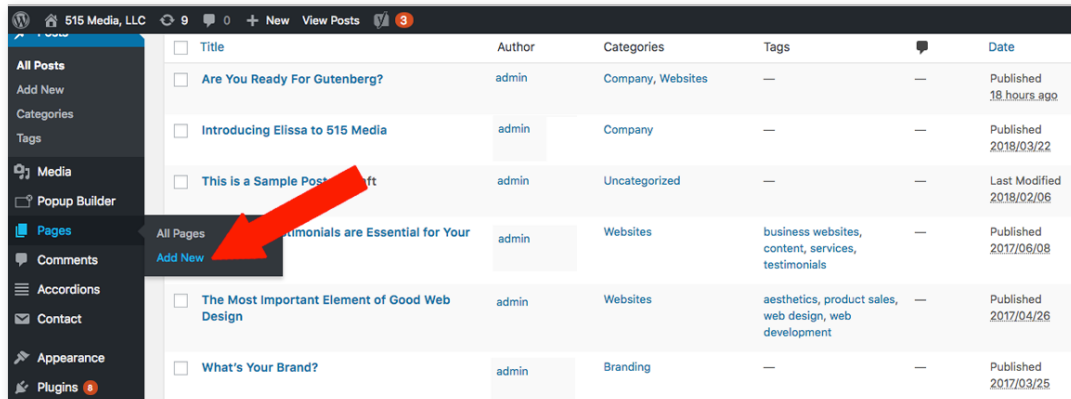 515 Media, LLC 9 0 + New View Posts 3
Posts
All Posts
Add New
Categories
Tags
Media
Popup Builder
Pages
Comments
Accordions
Contact
Appearance
Plugins 8
All Pages
Add New
Title Author Categories Tags Date
Are You Ready For Gutenberg? admin Company, Websites — — Published
18 hours ago
Introducing Elissa to 515 Media admin Company — — Published
2018/03/22
This is a Sample Post admin Uncategorized — — Last Modified
2018/02/06
are Essential for Your admin Websites business websites, — Published
content, services, 2017/06/08
testimonials
The Most Important Element of Good Web admin Websites aesthetics, product sales, — Published
Design web design, web 2017/04/26
development
What's Your Brand? admin Branding — — Published
2017/03/25